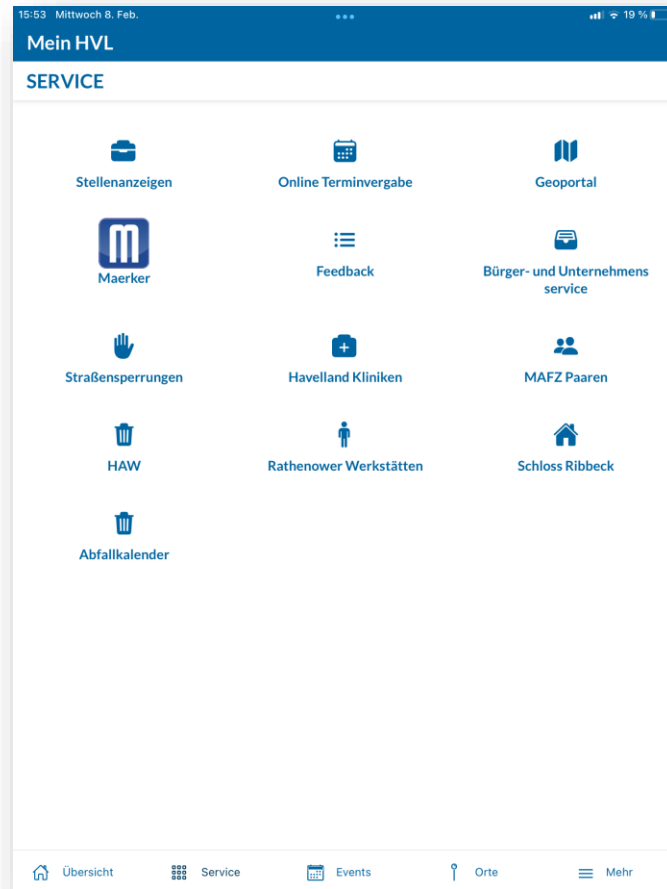 15:53 Mittwoch 8. Feb.
19 %
Mein HVL
SERVICE
Stellenanzeigen
Online Terminvergabe
Geoportal
m
Maerker
Feedback
Bürger- und Unternehmens
service
Straßensperrungen
Havelland Kliniken
MAFZ Paaren
HAW
Rathenower Werkstätten
Schloss Ribbeck
Abfallkalender
Übersicht
Service
Events
Orte
Mehr